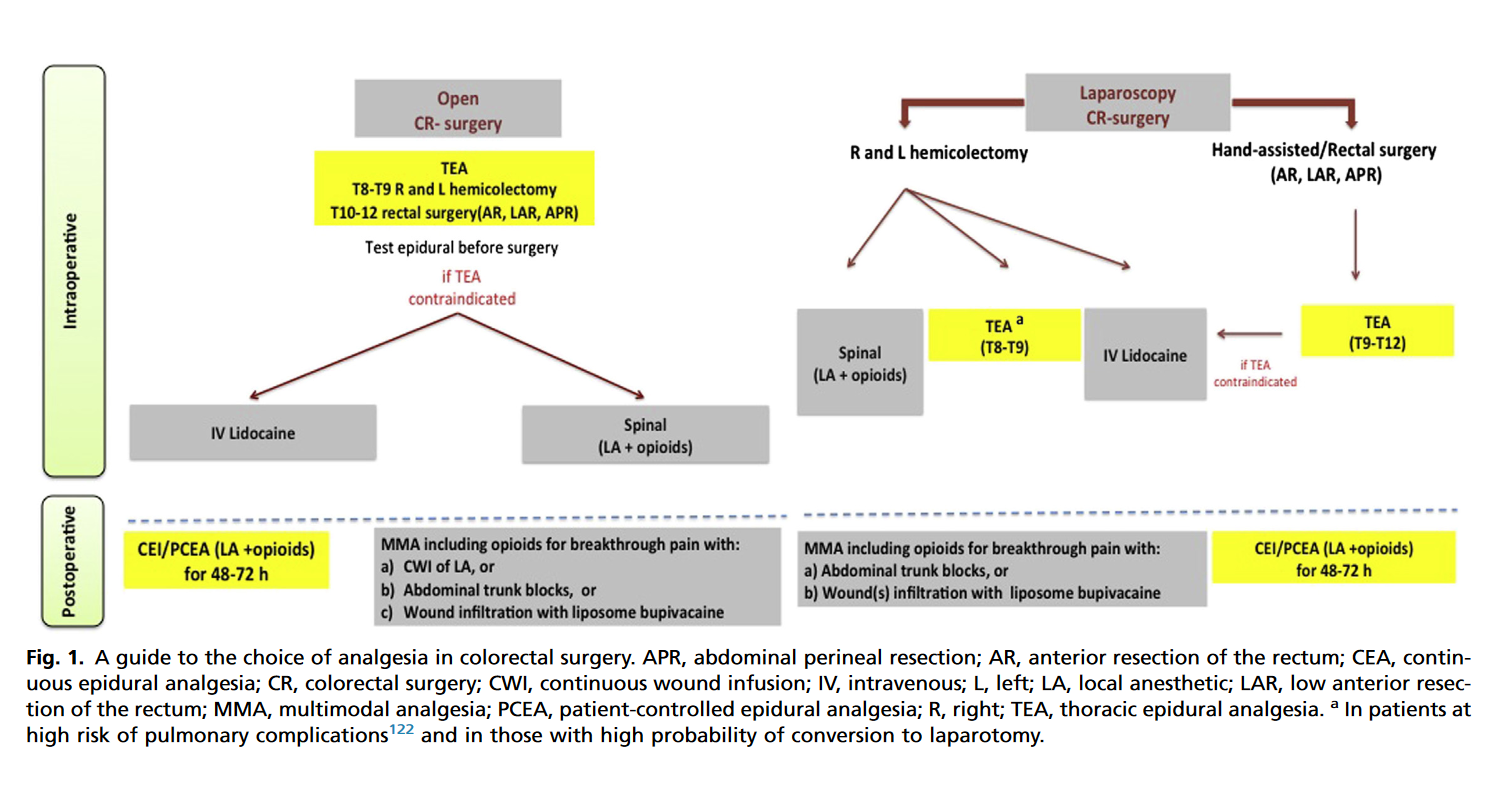 Intraoperative
Open
CR- surgery
TEA
T8-T9 R and L hemicolectomy
T10-12 rectal surgery(AR, LAR, APR)
Test epidural before surgery
if TEA
contraindicated
IV Lidocaine
Spinal
(LA + opioids)
Laparoscopy
CR-surgery
R and L hemicolectomy
Hand-assisted/Rectal surgery
(AR, LAR, APR)
Spinal
(LA + opioids)
TEA a
(T8-T9)
IV Lidocaine
if TEA
contraindicated
TEA
(T9-T12)
Postoperative
CEI/PCEA (LA +opioids)
for 48-72 h
MMA including opioids for breakthrough pain with:
a) CWI of LA, or
b) Abdominal trunk blocks, or
c) Wound infiltration with liposome bupivacaine
MMA including opioids for breakthrough pain with:
a) Abdominal trunk blocks, or
b) Wound(s) infiltration with liposome bupivacaine
CEI/PCEA (LA +opioids)
for 48-72 h
Fig. 1. A guide to the choice of analgesia in colorectal surgery. APR, abdominal perineal resection; AR, anterior resection of the rectum; CEA, contin-
uous epidural analgesia; CR, colorectal surgery; CWI, continuous wound infusion; IV, intravenous; L, left; LA, local anesthetic; LAR, low anterior resec-
tion of the rectum; MMA, multimodal analgesia; PCEA, patient-controlled epidural analgesia; R, right; TEA, thoracic epidural analgesia. a In patients at
high risk of pulmonary complications122 and in those with high probability of conversion to laparotomy.